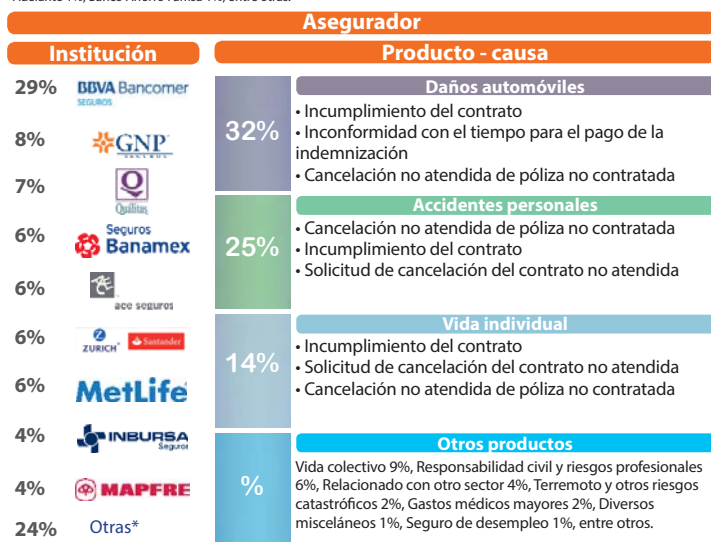 Asegurador
Institución
29% BBVA Bancomer
SEGUROS
8% GNP
SEGUROS
7% Q
Quálitas
6% Seguros
Banamex
6%
ace seguros
6% Z
ZURICH Santander
6% MetLife
4% INBURSA
Seguros
4% MAPFRE
24% Otras*
Producto - causa
32%
Daños automóviles
• Incumplimiento del contrato
• Inconformidad con el tiempo para el pago de la
indemnización
• Cancelación no atendida de póliza no contratada
25%
Accidentes personales
• Cancelación no atendida de póliza no contratada
• Incumplimiento del contrato
• Solicitud de cancelación del contrato no atendida
14%
Vida individual
• Incumplimiento del contrato
• Solicitud de cancelación del contrato no atendida
• Cancelación no atendida de póliza no contratada
%
Otros productos
Vida colectivo 9%, Responsabilidad civil y riesgos profesionales
6%, Relacionado con otro sector 4%, Terremoto y otros riesgos
catastróficos 2%, Gastos médicos mayores 2%, Diversos
misceláneos 1%, Seguro de desempleo 1%, entre otros.